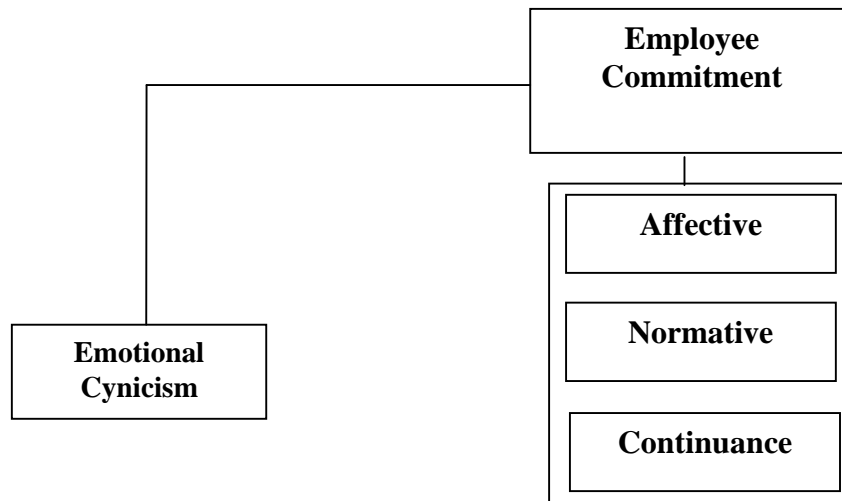 Employee
Commitment
Affective
Normative
Emotional
Cynicism
Continuance